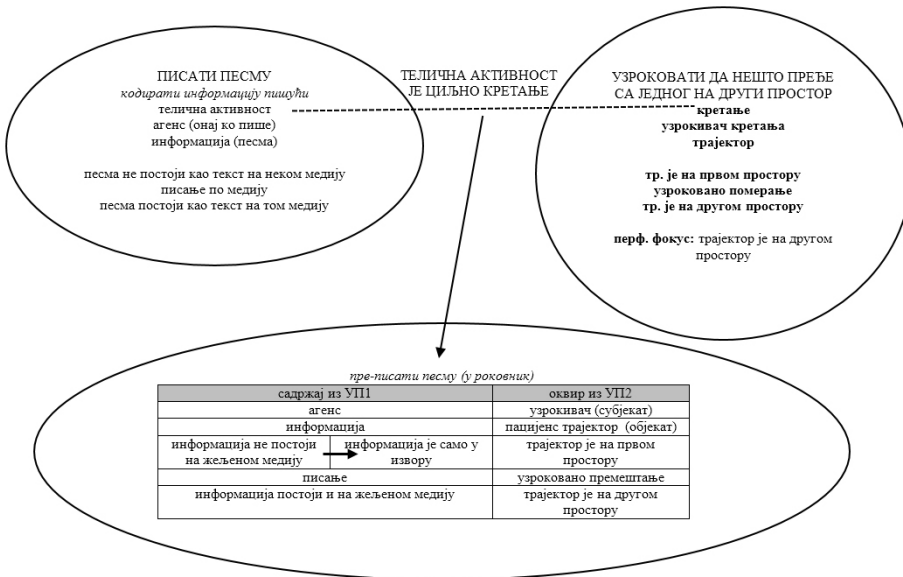 ПИСАТИ ПЕСМУ
кодирати информацију пишући
телична активност
агенс (онај ко пише)
информација (песма)
песма не постоји као текст на неком медију
писање по медију
песма постоји као текст на том медију
ТЕЛИЧНА АКТИВНОСТ
ЈЕ ЦИЉНО КРЕТАЊЕ
УЗРОКОВАТИ ДА НЕШТО ПРЕЂЕ
СА ЈЕДНОГ НА ДРУГИ ПРОСТОР
кретање
узрокивач кретања
трајектор
тр. је на првом простору
узроковано померање
тр. је на другом простору
перф. фокус: трајектор је на другом
простору
пре-писати песму (у роковник)
садржај из УП1 оквир из УП2
агенс узрокивач (субјекат)
информација пацијенс трајектор (објекат)
информација не постоји информација је само у трајектор је на првом
на жељеном медију извору простору
писање узроковано премештање
информација постоји и на жељеном медију трајектор је на другом
простору